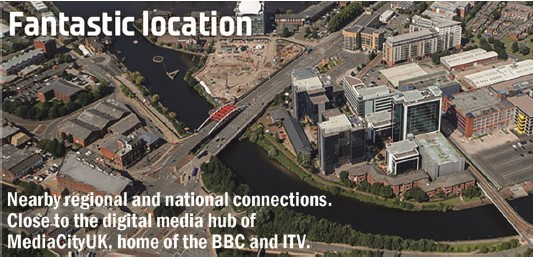 Fantastic location
Nearby regional and national connections.
Close to the digital media hub of
MediaCityUK, home of the BBC and ITV.